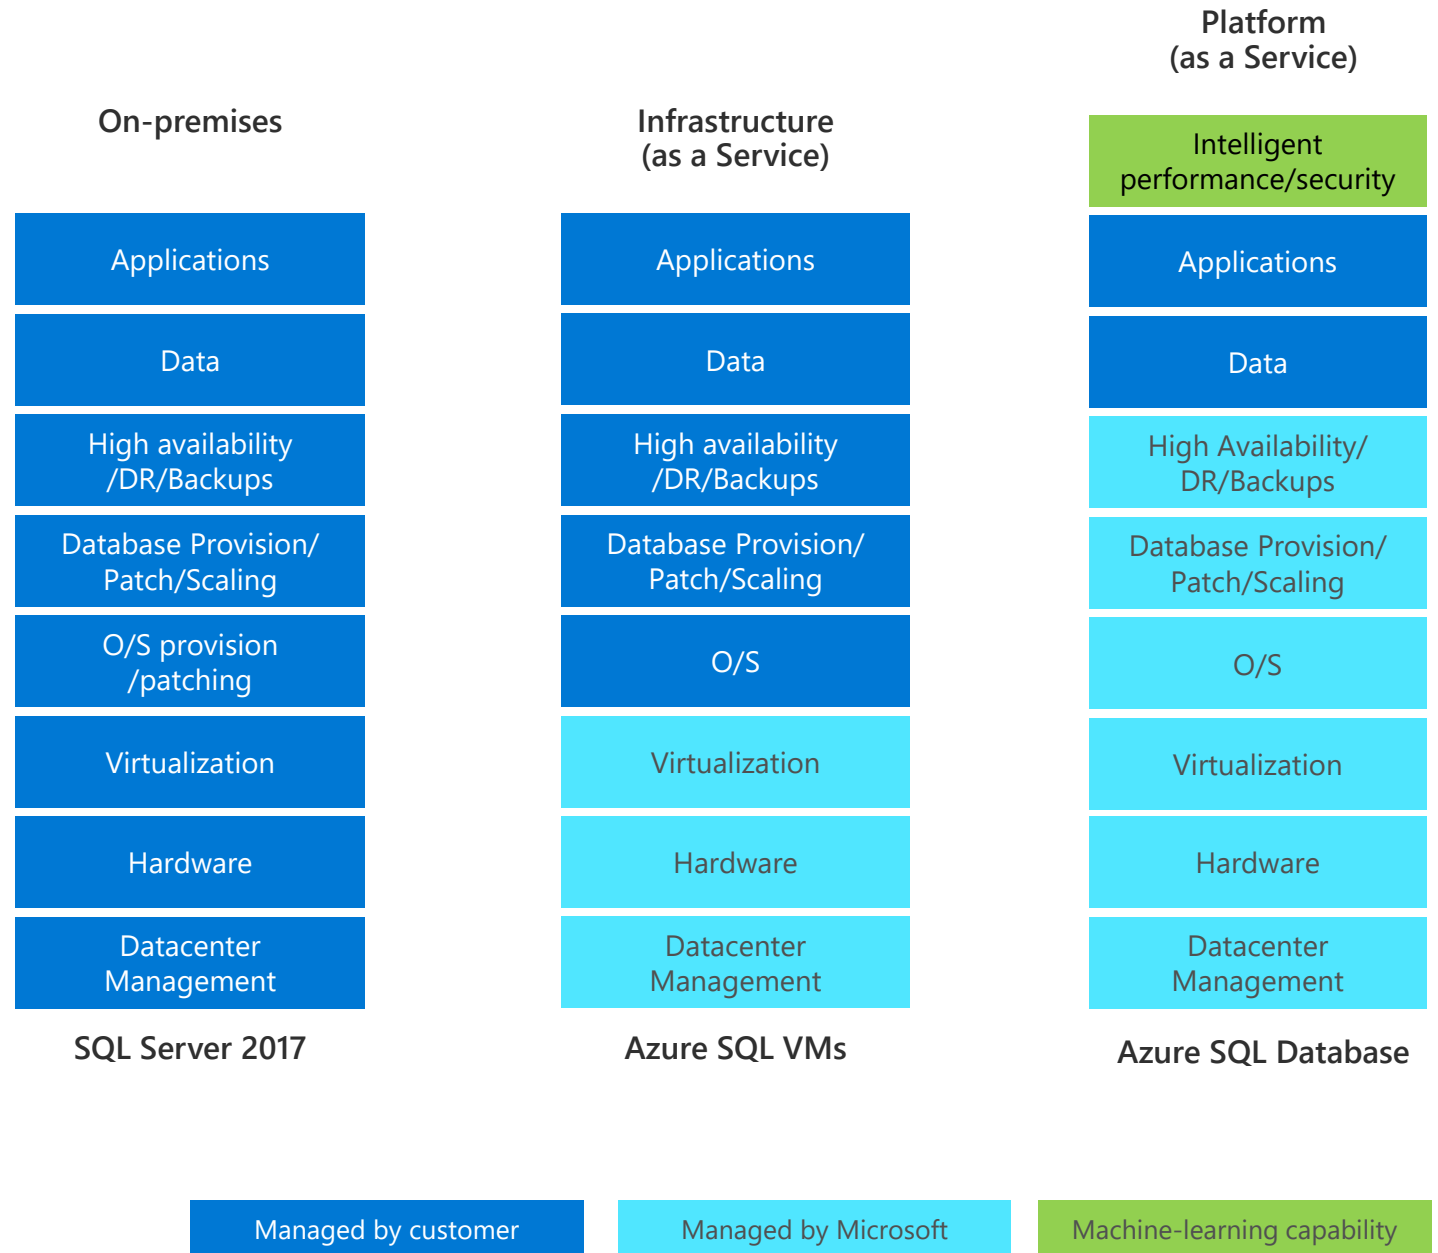 On-premises
Applications
Data
High availability
/DR/Backups
Database Provision/
Patch/Scaling
O/S provision
/patching
Virtualization
Hardware
Datacenter
Management
SQL Server 2017
Infrastructure
(as a Service)
Applications
Data
High availability
/DR/Backups
Database Provision/
Patch/Scaling
O/S
Virtualization
Hardware
Datacenter
Management
Azure SQL VMs
Platform
(as a Service)
Intelligent
performance/security
Applications
Data
High Availability/
DR/Backups
Database Provision/
Patch/Scaling
O/S
Virtualization
Hardware
Datacenter
Management
Azure SQL Database
Managed by customer
Managed by Microsoft
Machine-learning capability